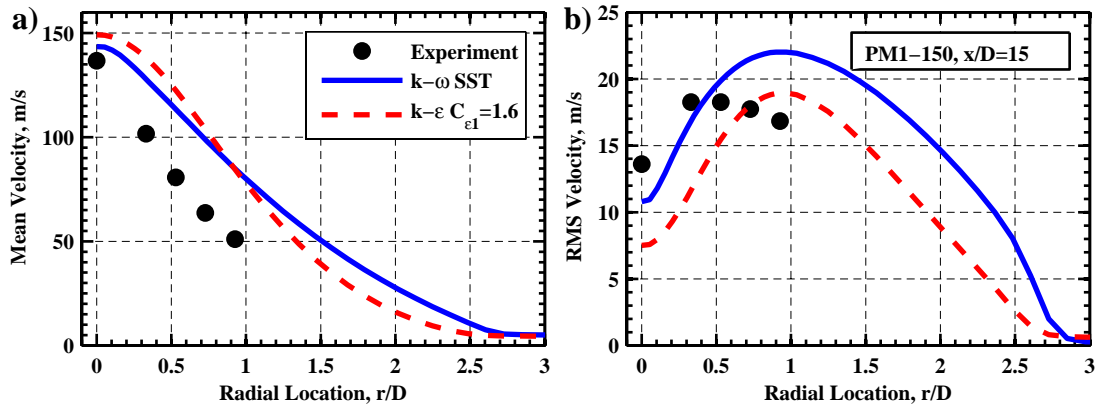 a)
150
100
50
0
Mean Velocity, m/s
Experiment
k−ω SST
k−ε Cε1=1.6
0 0.5 1 1.5 2 2.5 3
Radial Location, r/D
b)
25
20
15
10
5
0
RMS Velocity, m/s
PM1−150, x/D=15
0 0.5 1 1.5 2 2.5 3
Radial Location, r/D